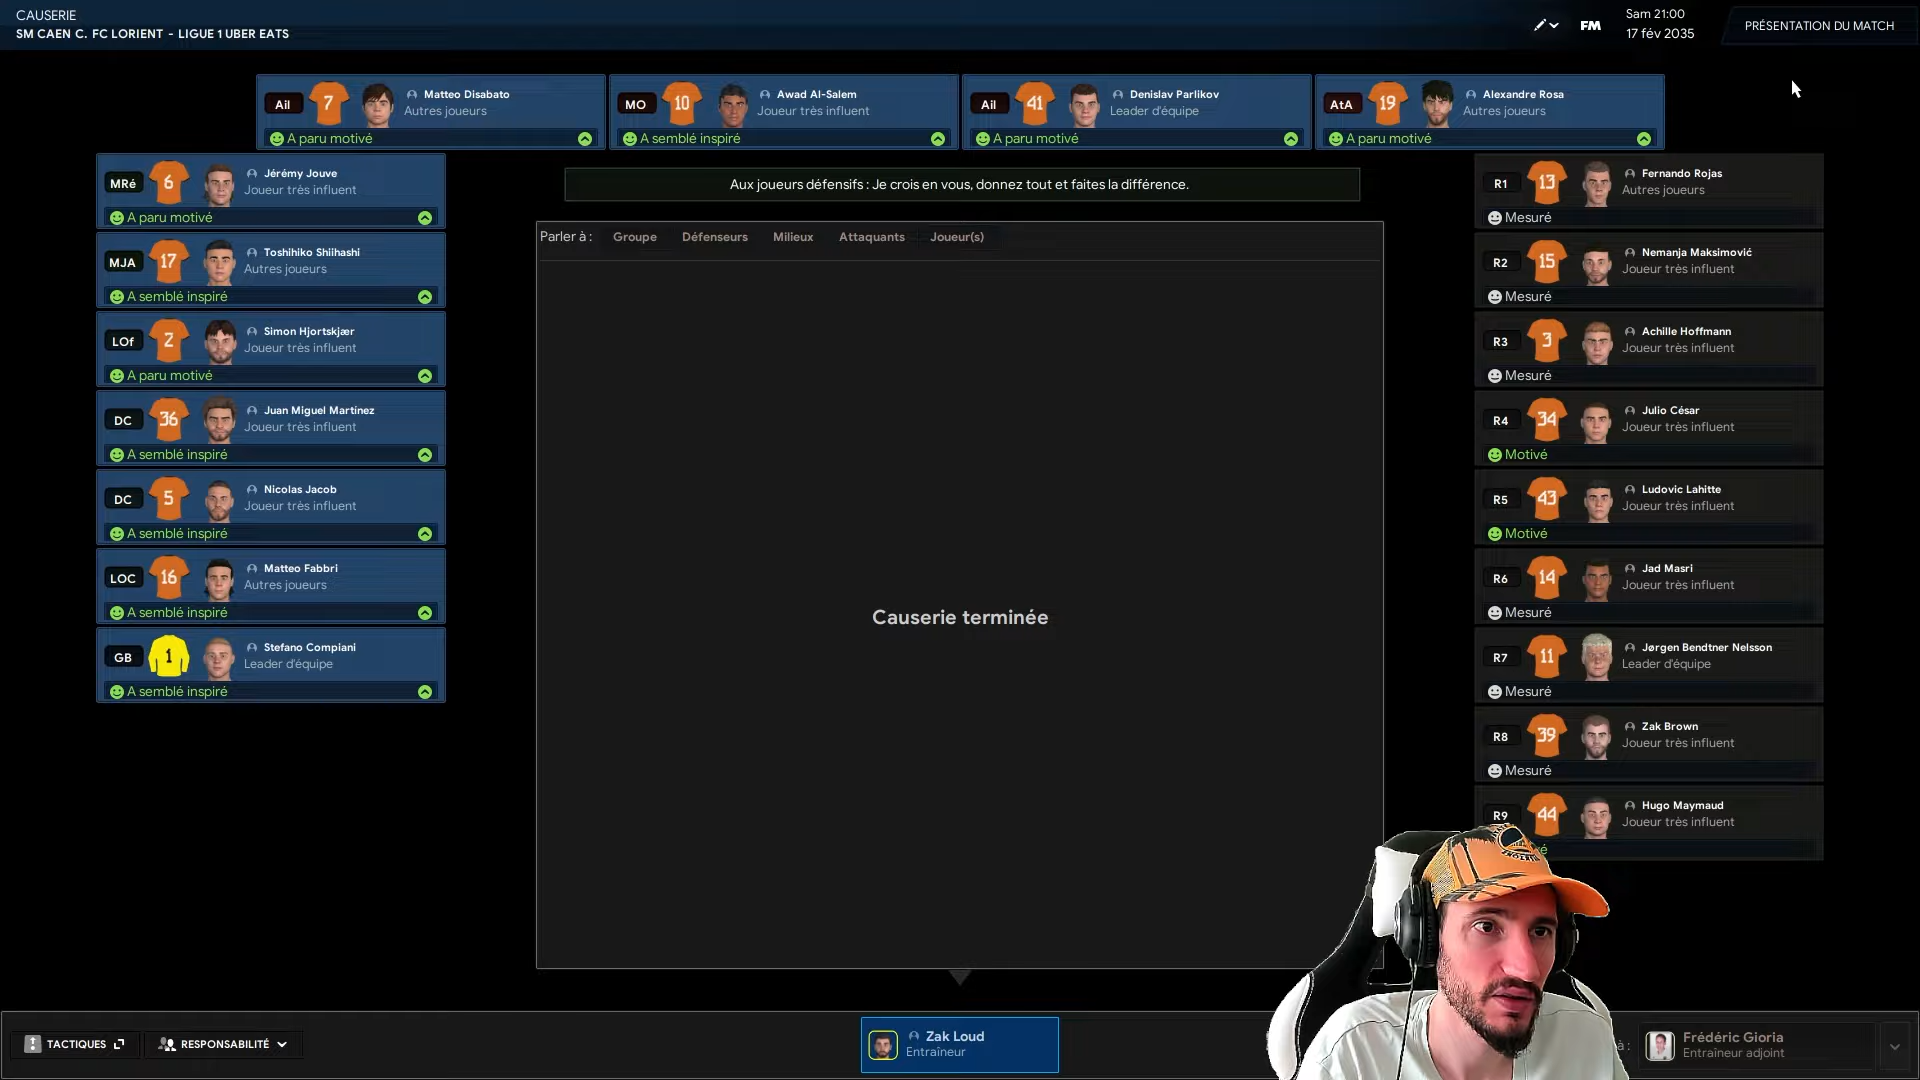 CAUSERIE
SM CAEN C. FC LORIENT - LIGUE 1 UBER EATS
FM
Sam 21:00
17 fév 2035
PRÉSENTATION DU MATCH
Ail
7
Matteo Disabato
Autres joueurs
A paru motivé
MO
10
Awad Al-Salem
Joueur très influent
A semblé inspiré
Ail
41
Denislav Parlikov
Leader d'équipe
A paru motivé
AtA
19
Alexandre Rosa
Autres joueurs
A paru motivé
MRé
6
Jérémy Jouve
Joueur très influent
A paru motivé
MJA
17
Toshihiko Shiihashi
Autres joueurs
A semblé inspiré
LOf
2
Simon Hjortskjær
Joueur très influent
A paru motivé
DC
36
Juan Miguel Martínez
Joueur très influent
A semblé inspiré
DC
5
Nicolas Jacob
Joueur très influent
A semblé inspiré
LOC
16
Matteo Fabbri
Autres joueurs
A semblé inspiré
GB
1
Stefano Compiani
Leader d'équipe
A semblé inspiré
Aux joueurs défensifs : Je crois en vous, donnez tout et faites la différence.
Parler à : Groupe Défenseurs Milieux Attaquants Joueur(s)
Causerie terminée
R1
13
Fernando Rojas
Autres joueurs
Mesuré
R2
15
Nemanja Maksimović
Joueur très influent
Mesuré
R3
3
Achille Hoffmann
Joueur très influent
Mesuré
R4
34
Julio César
Joueur très influent
Motivé
R5
43
Ludovic Lahitte
Joueur très influent
Motivé
R6
14
Jad Masri
Joueur très influent
Mesuré
R7
11
Jørgen Bendtner Nelsson
Leader d'équipe
Mesuré
R8
39
Zak Brown
Joueur très influent
Mesuré
R9
44
Hugo Maymaud
Joueur très influent
TACTIQUES
RESPONSABILITÉ
Zak Loud
Entraîneur
à :
Frédéric Gioria
Entraîneur adjoint